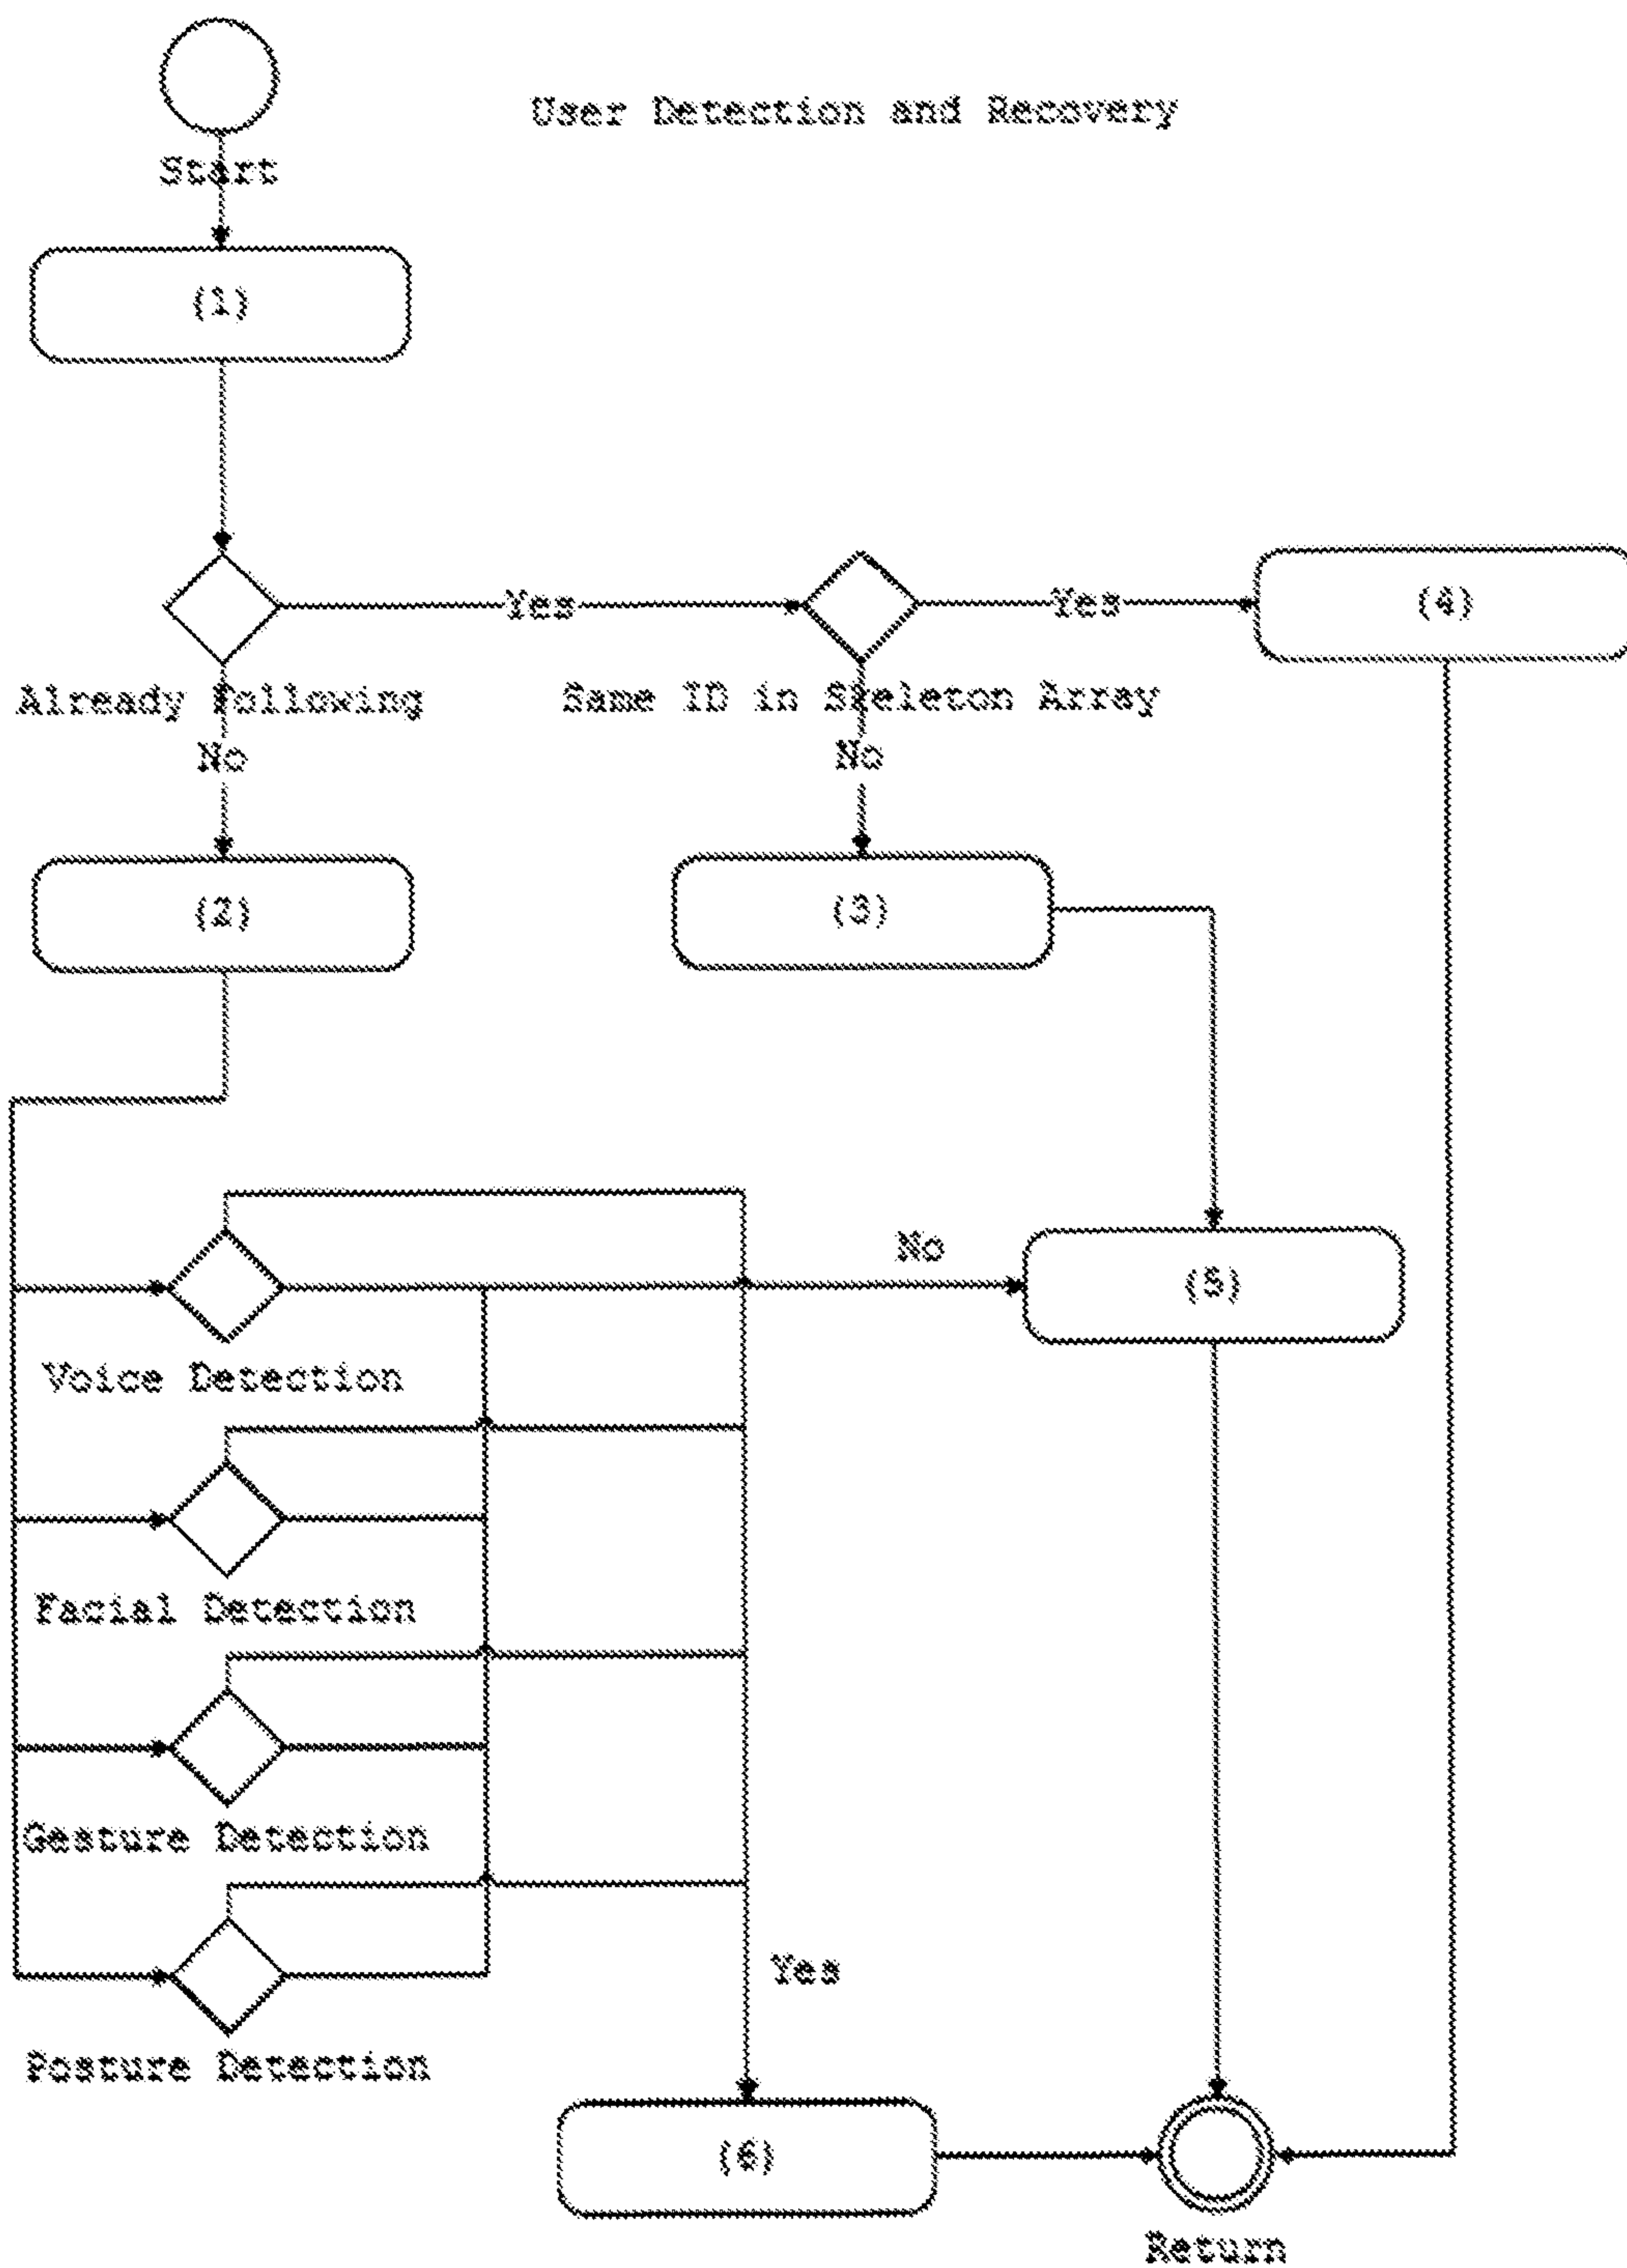 User Detection and Recovery
Start
(1)
Yes
Yes
(4)
Already Following
Same ID in Skeleton Array
No
No
(2)
(3)
No
(5)
Voice Detection
Facial Detection
Gesture Detection
Yes
Posture Detection
(6)
Return